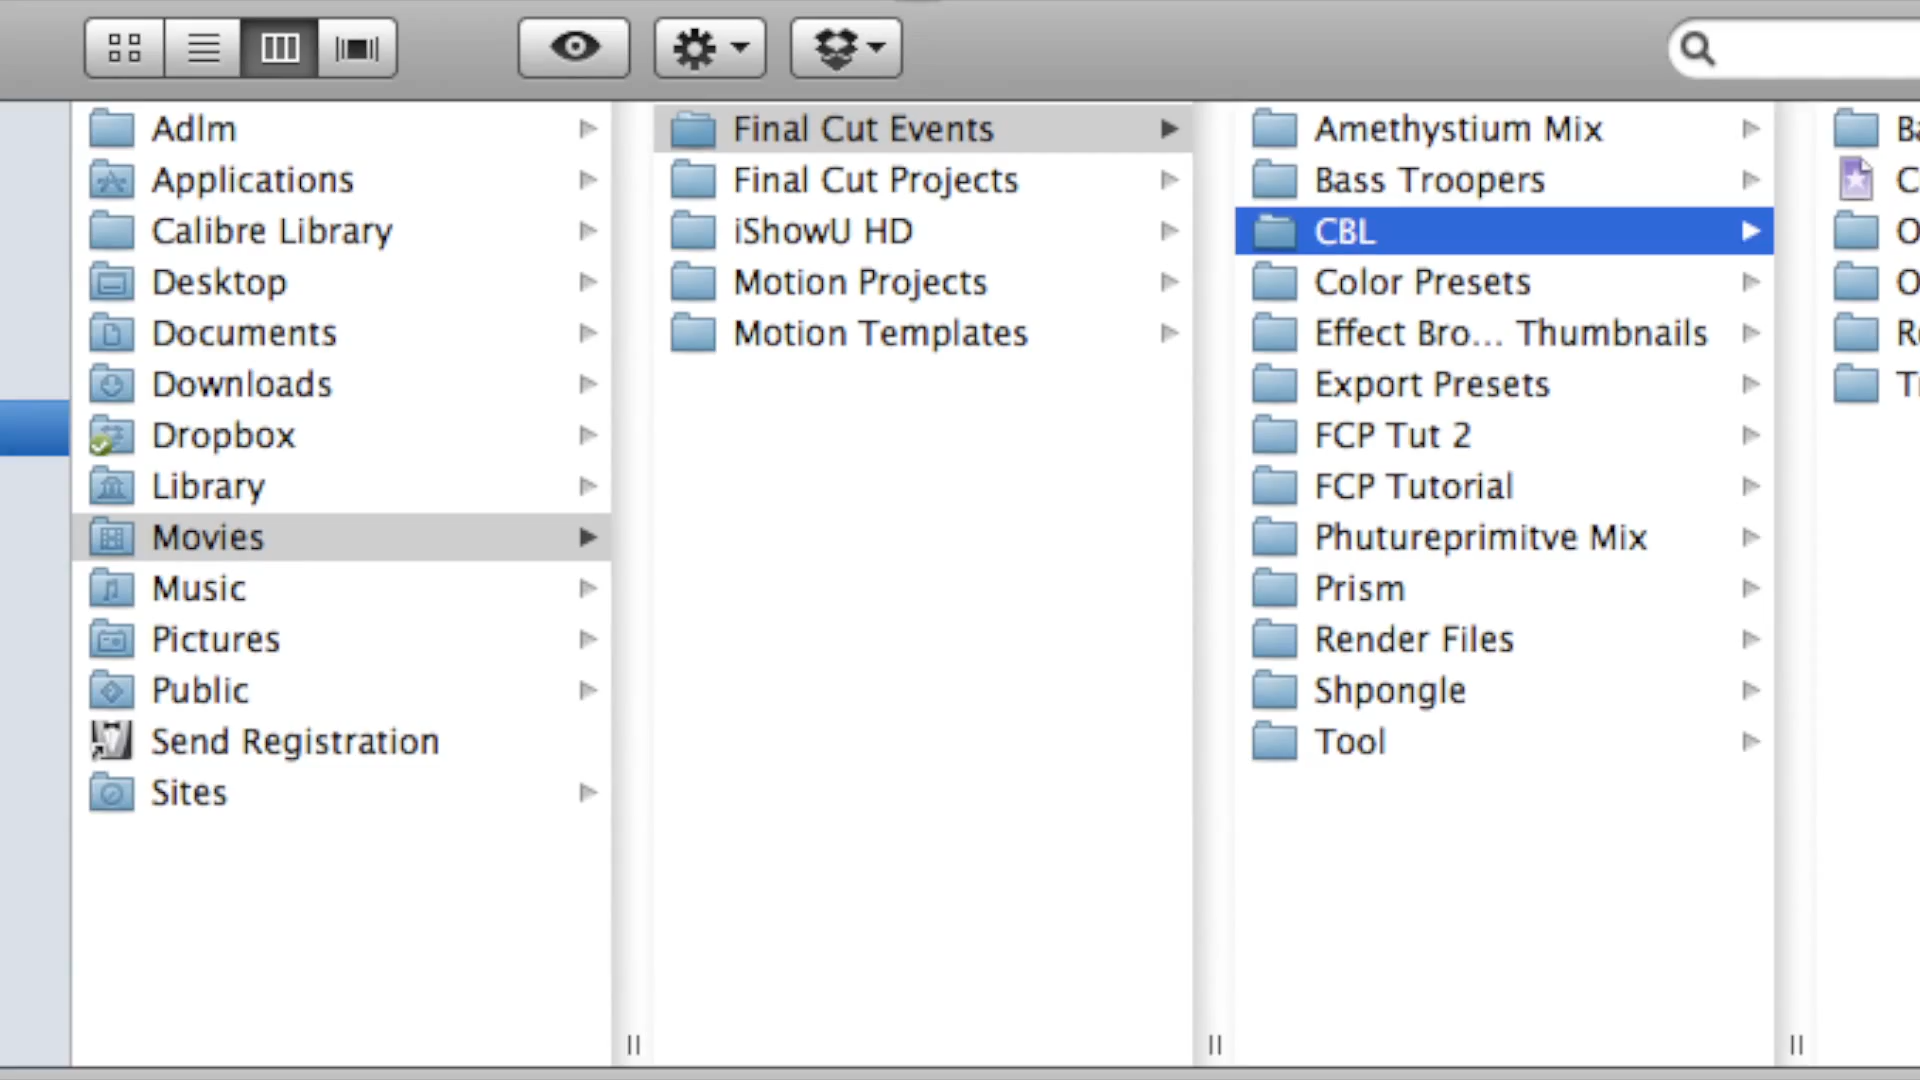 Adlm
Applications
Calibre Library
Desktop
Documents
Downloads
Dropbox
Library
Movies
Music
Pictures
Public
Send Registration
Sites
Final Cut Events
Final Cut Projects
iShowU HD
Motion Projects
Motion Templates
Amethystium Mix
Bass Troopers
CBL
Color Presets
Effect Bro... Thumbnails
Export Presets
FCP Tut 2
FCP Tutorial
Phutureprimitve Mix
Prism
Render Files
Shpongle
Tool